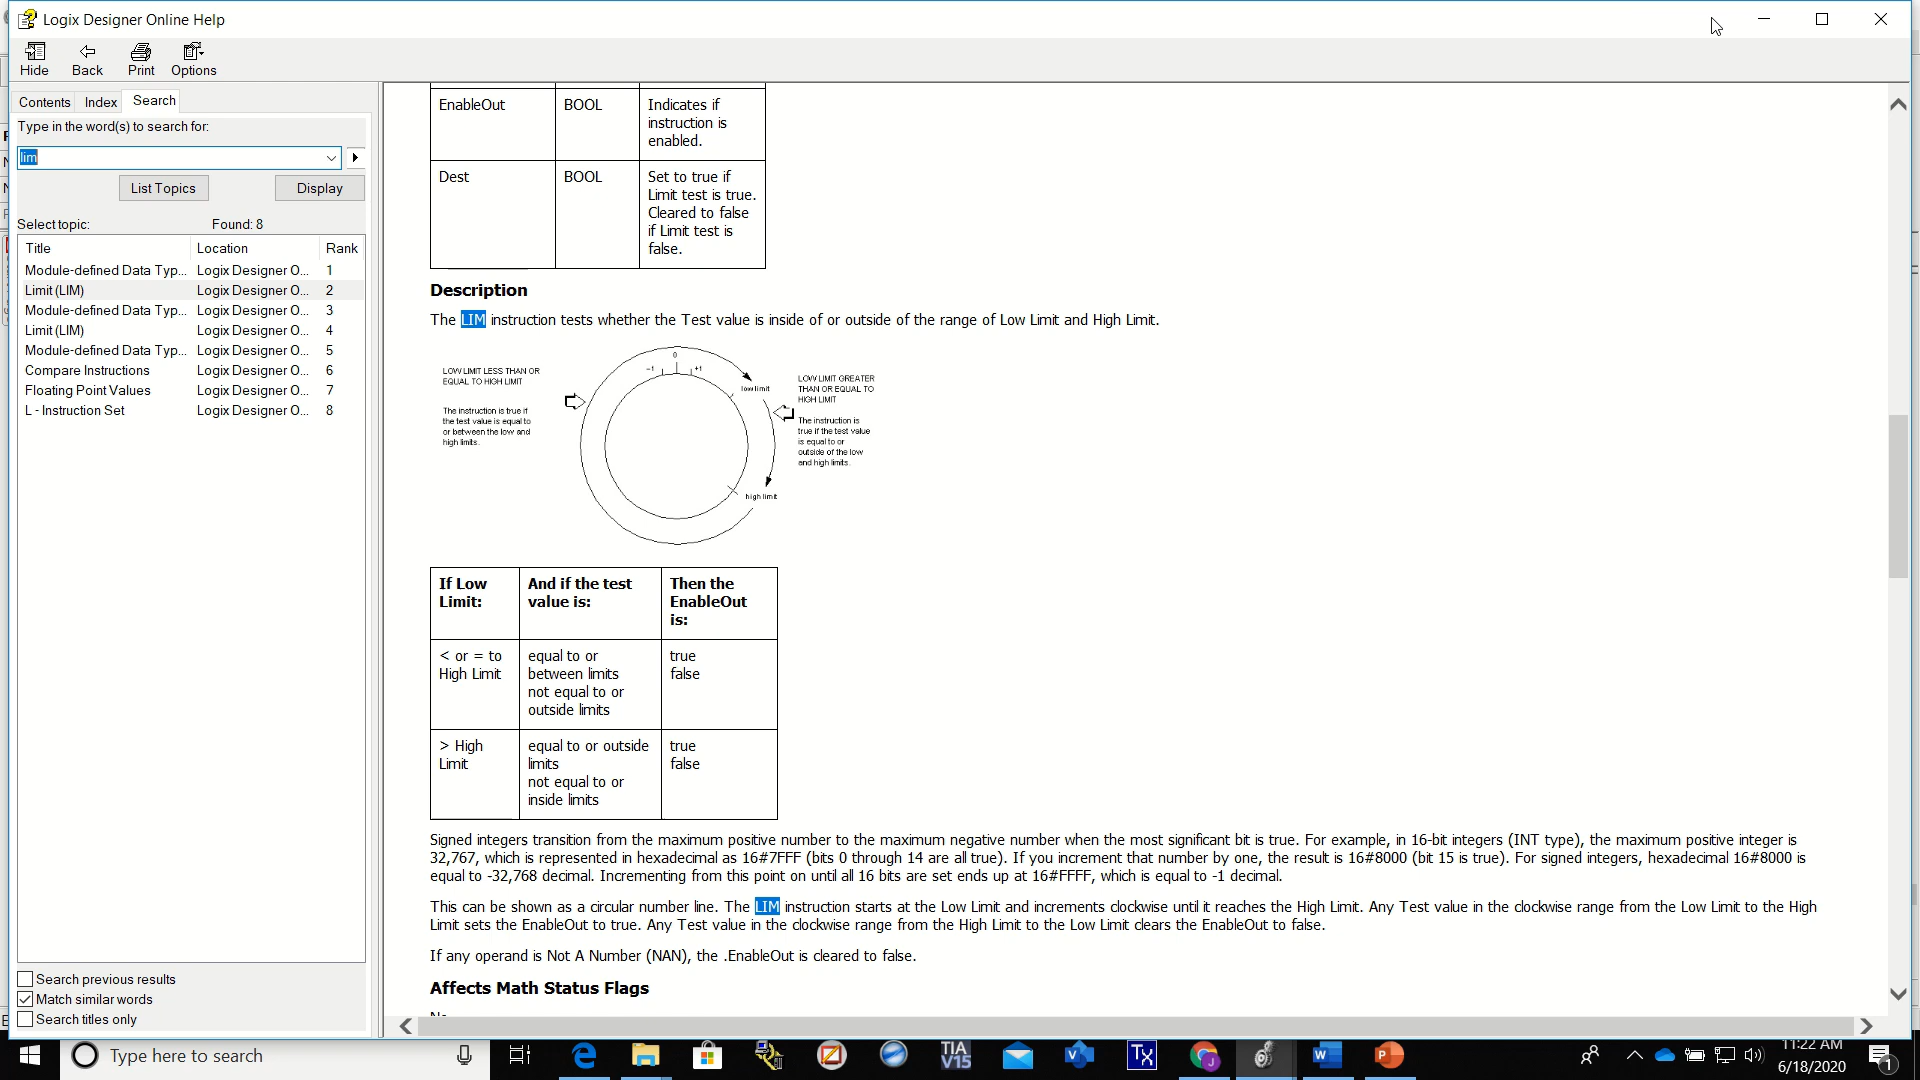 Logix Designer Online Help
Hide Back Print Options
Contents Index Search
Type in the word(s) to search for:
lim
List Topics Display
Select topic: Found: 8
Title Location Rank
Module-defined Data Typ... Logix Designer O... 1
Limit (LIM) Logix Designer O... 2
Module-defined Data Typ... Logix Designer O... 3
Limit (LIM) Logix Designer O... 4
Module-defined Data Typ... Logix Designer O... 5
Compare Instructions Logix Designer O... 6
Floating Point Values Logix Designer O... 7
L - Instruction Set Logix Designer O... 8
Search previous results
Match similar words
Search titles only
EnableOut BOOL Indicates if
instruction is
enabled.
Dest BOOL Set to true if
Limit test is true.
Cleared to false
if Limit test is
false.
Description
The LIM instruction tests whether the Test value is inside of or outside of the range of Low Limit and High Limit.
LOW LIMIT LESS THAN OR
EQUAL TO HIGH LIMIT
The instruction is true if
the test value is equal to
or between the low and
high limits.
0
-1 +1
low limit
high limit
LOW LIMIT GREATER
THAN OR EQUAL TO
HIGH LIMIT
The instruction is
true if the test value
is equal to or
outside of the low
and high limits.
If Low
Limit:
And if the test
value is:
Then the
EnableOut
is:
< or = to
High Limit
equal to or
between limits
not equal to or
outside limits
true
false
> High
Limit
equal to or outside
limits
not equal to or
inside limits
true
false
Signed integers transition from the maximum positive number to the maximum negative number when the most significant bit is true. For example, in 16-bit integers (INT type), the maximum positive integer is
32,767, which is represented in hexadecimal as 16#7FFF (bits 0 through 14 are all true). If you increment that number by one, the result is 16#8000 (bit 15 is true). For signed integers, hexadecimal 16#8000 is
equal to -32,768 decimal. Incrementing from this point on until all 16 bits are set ends up at 16#FFFF, which is equal to -1 decimal.
This can be shown as a circular number line. The LIM instruction starts at the Low Limit and increments clockwise until it reaches the High Limit. Any Test value in the clockwise range from the Low Limit to the High
Limit sets the EnableOut to true. Any Test value in the clockwise range from the High Limit to the Low Limit clears the EnableOut to false.
If any operand is Not A Number (NAN), the .EnableOut is cleared to false.
Affects Math Status Flags
Type here to search
TIA
V15
TX
11:22 AM
6/18/2020
1